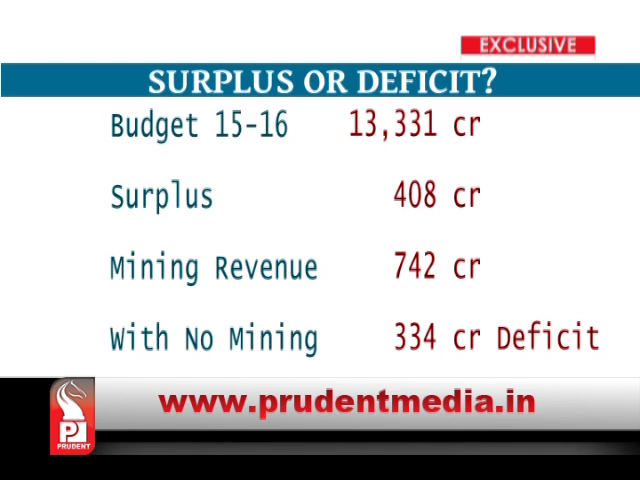 EXCLUSIVE
SURPLUS OR DEFICIT?
Budget 15-16 13,331 cr
Surplus 408 cr
Mining Revenue 742 cr
With No Mining 334 cr Deficit
www.prudentmedia.in
P
PRUDENT